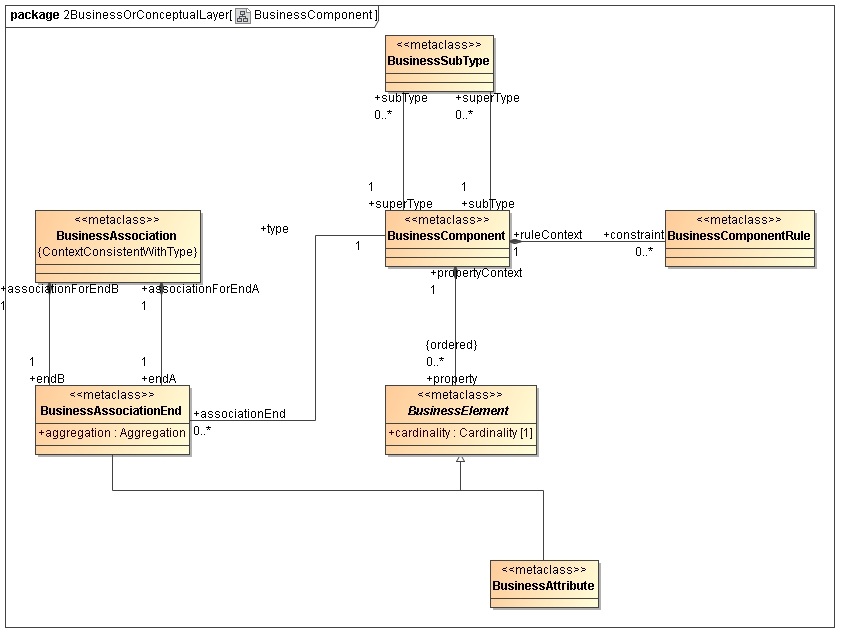 package 2BusinessOrConceptualLayer[ BusinessComponent ]
<<metaclass>>
BusinessSubType
+subType
+superType
0..*
0..*
1
1
+superType
+subType
<<metaclass>>
BusinessAssociation
{ContextConsistentWithType}
+type
1
<<metaclass>>
BusinessComponent
+ruleContext
1
+constraint
0..*
<<metaclass>>
BusinessComponentRule
+associationForEndB
1
+associationForEndA
1
+propertyContext
1
1
+endB
1
+endA
{ordered}
0..*
+property
<<metaclass>>
BusinessAssociationEnd
+aggregation : Aggregation
+associationEnd
0..*
<<metaclass>>
BusinessElement
+cardinality : Cardinality [1]
<<metaclass>>
BusinessAttribute